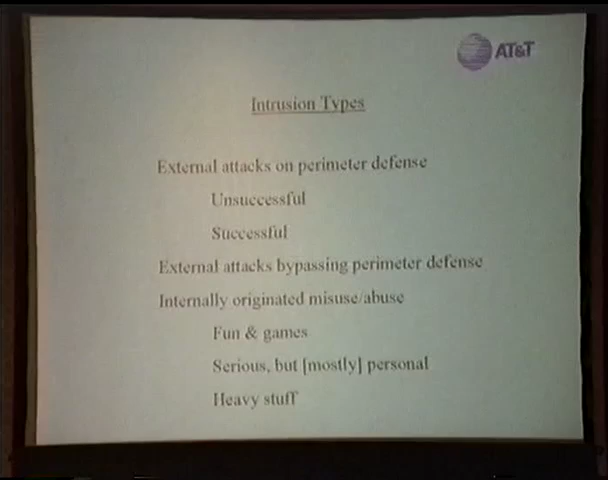 AT&T
Intrusion Types
External attacks on perimeter defense
Unsuccessful
Successful
External attacks bypassing perimeter defense
Internally originated misuse/abuse
Fun & games
Serious, but [mostly] personal
Heavy stuff